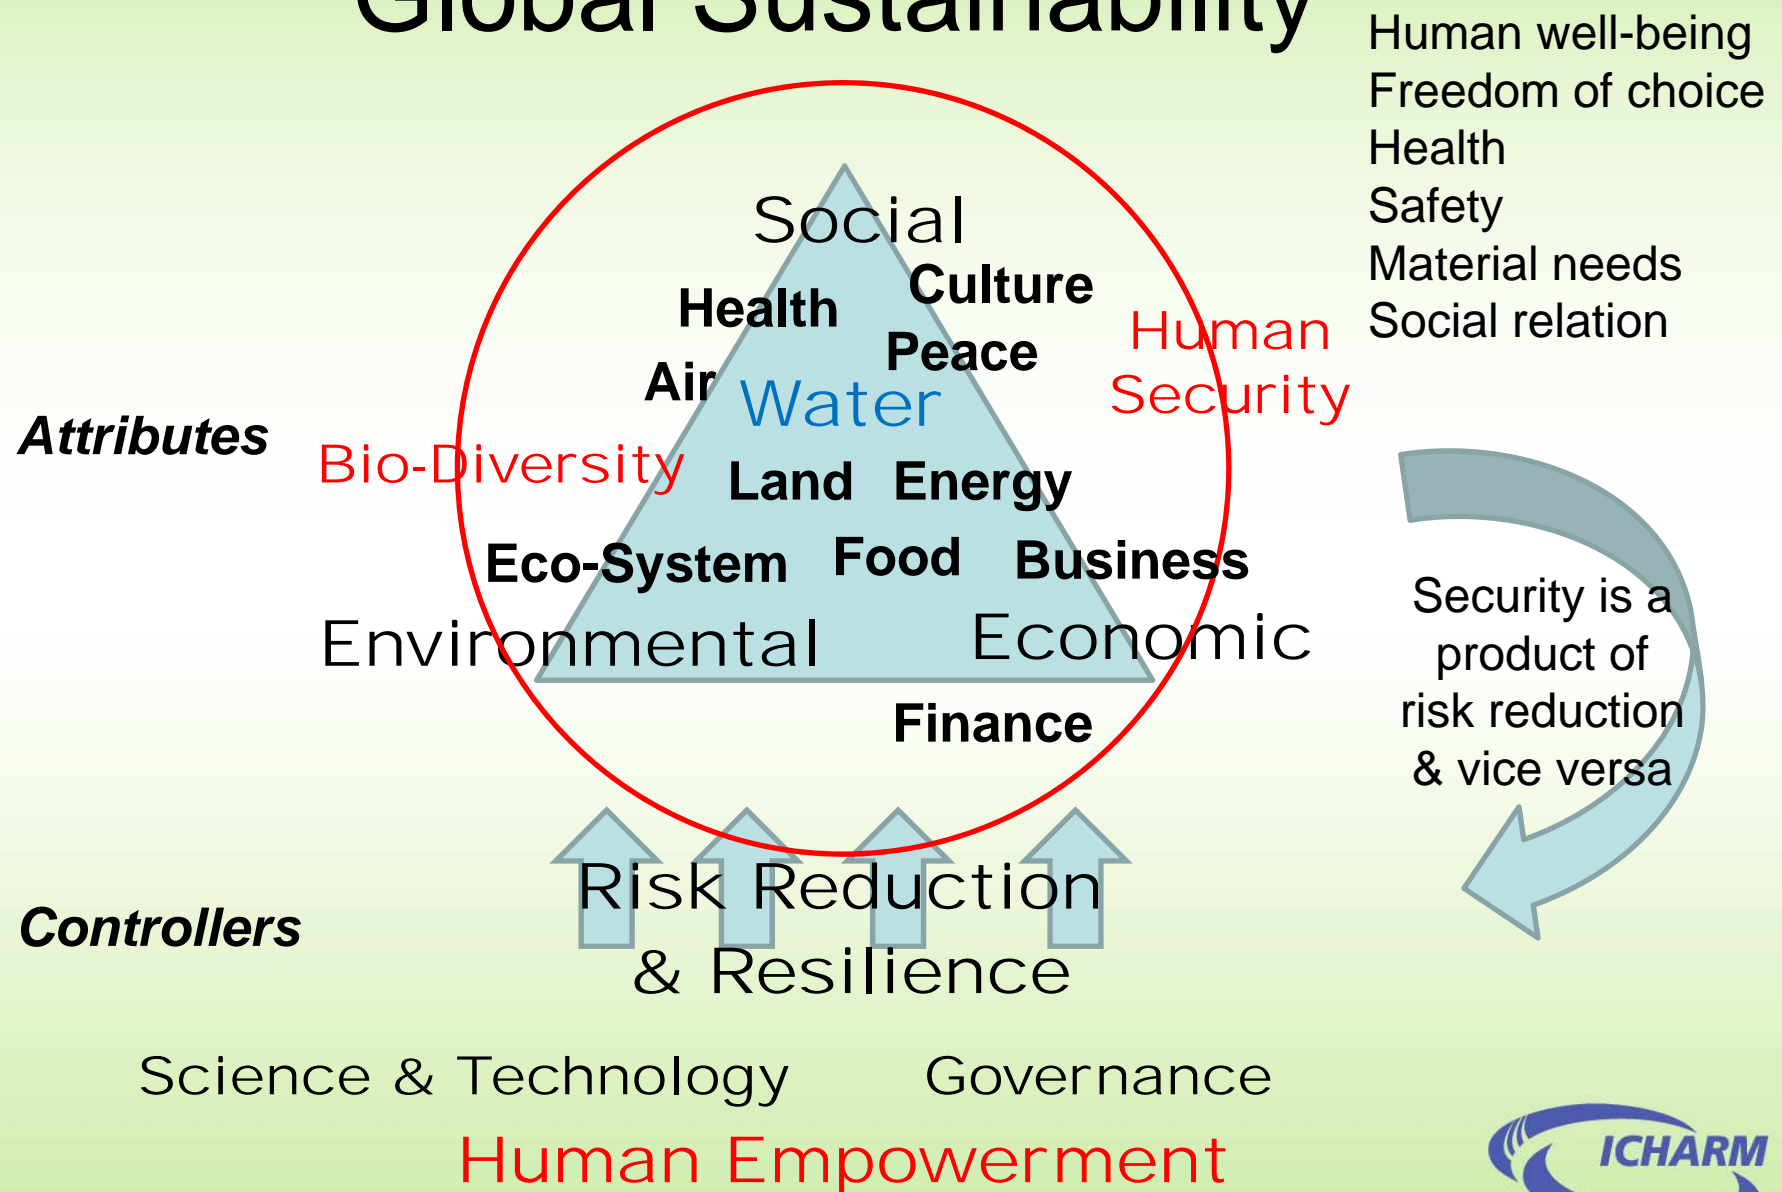 Global Sustainability
Human well-being
Freedom of choice
Health
Safety
Material needs
Social relation
Social
Culture
Health
Peace
Human
Security
Air
Water
Attributes
Bio-Diversity
Land Energy
Eco-System Food Business
Environmental Economic
Finance
Security is a
product of
risk reduction
& vice versa
Controllers
Risk Reduction
& Resilience
Science & Technology Governance
Human Empowerment
ICHARM